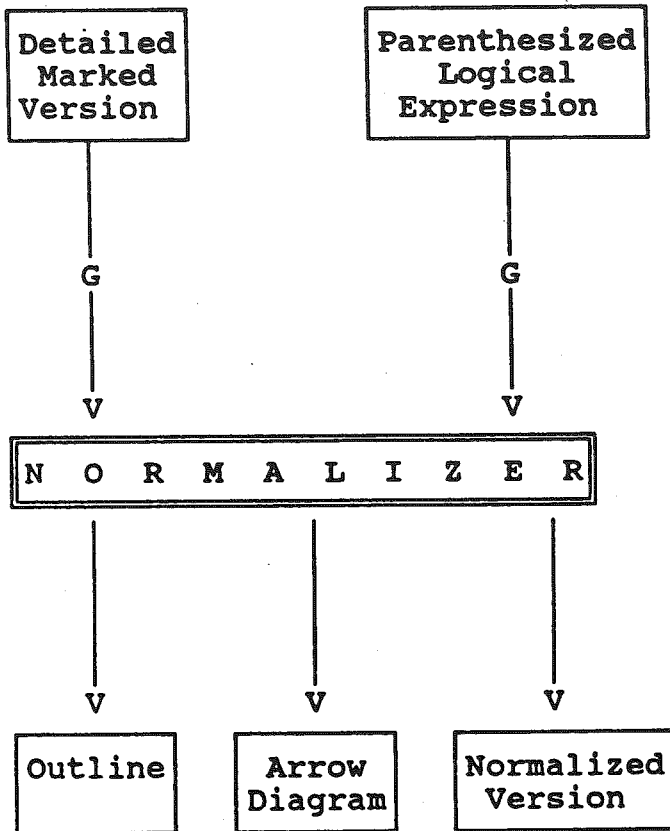 Detailed
Marked
Version
Parenthesized
Logical
Expression
G
G
V
V
N O R M A L I Z E R
V
V
V
Outline
Arrow
Diagram
Normalized
Version